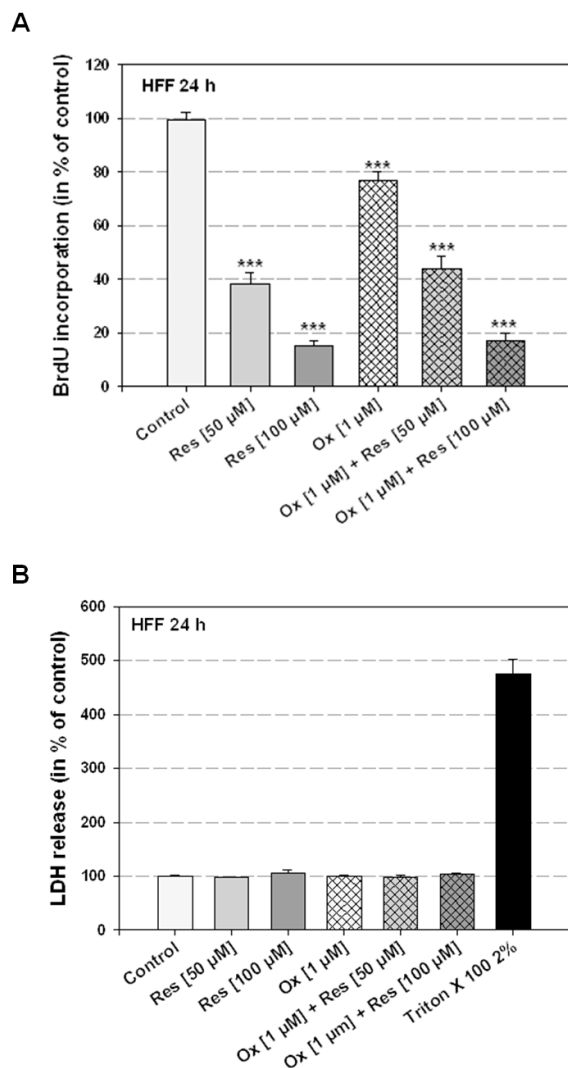 A
BrdU incorporation (in % of control)
120
100
80
60
40
20
0
HFF 24 h
***
***
***
***
***
Control
Res [50 µM]
Res [100 µM]
Ox [1 µM]
Ox [1 µM] + Res [50 µM]
Ox [1 µM] + Res [100 µM]
B
LDH release (in % of control)
600
500
400
300
200
100
0
HFF 24 h
Control
Res [50 µM]
Res [100 µM]
Ox [1 µM]
Ox [1 µM] + Res [50 µM]
Ox [1 µm] + Res [100 µM]
Triton X 100 2%